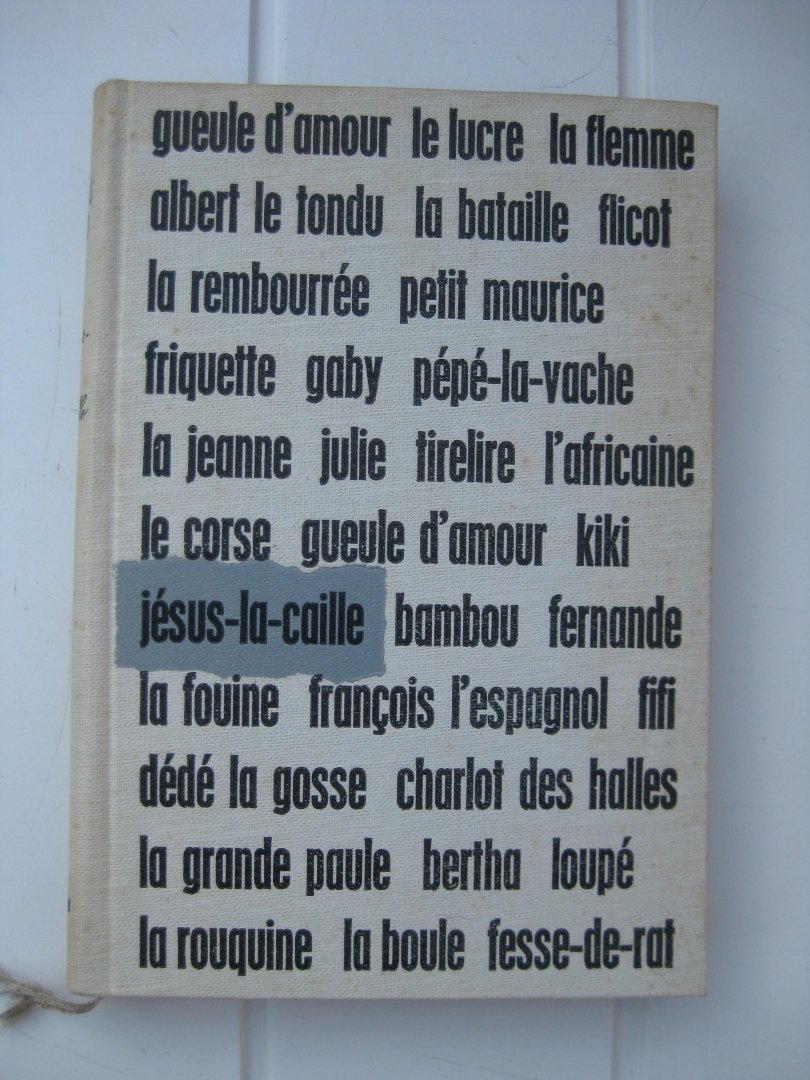 gueule d'amour le lucre la flemme
albert le tondu la bataille flicot
la rembourrée petit maurice
friquette gaby pépé-la-vache
la jeanne julie tirelire l'africaine
le corse gueule d'amour kiki
jésus-la-caille bambou fernande
la fouine françois l'espagnol fifi
dédé la gosse charlot des halles
la grande paule bertha loupé
la rouquine la boule fesse-de-rat